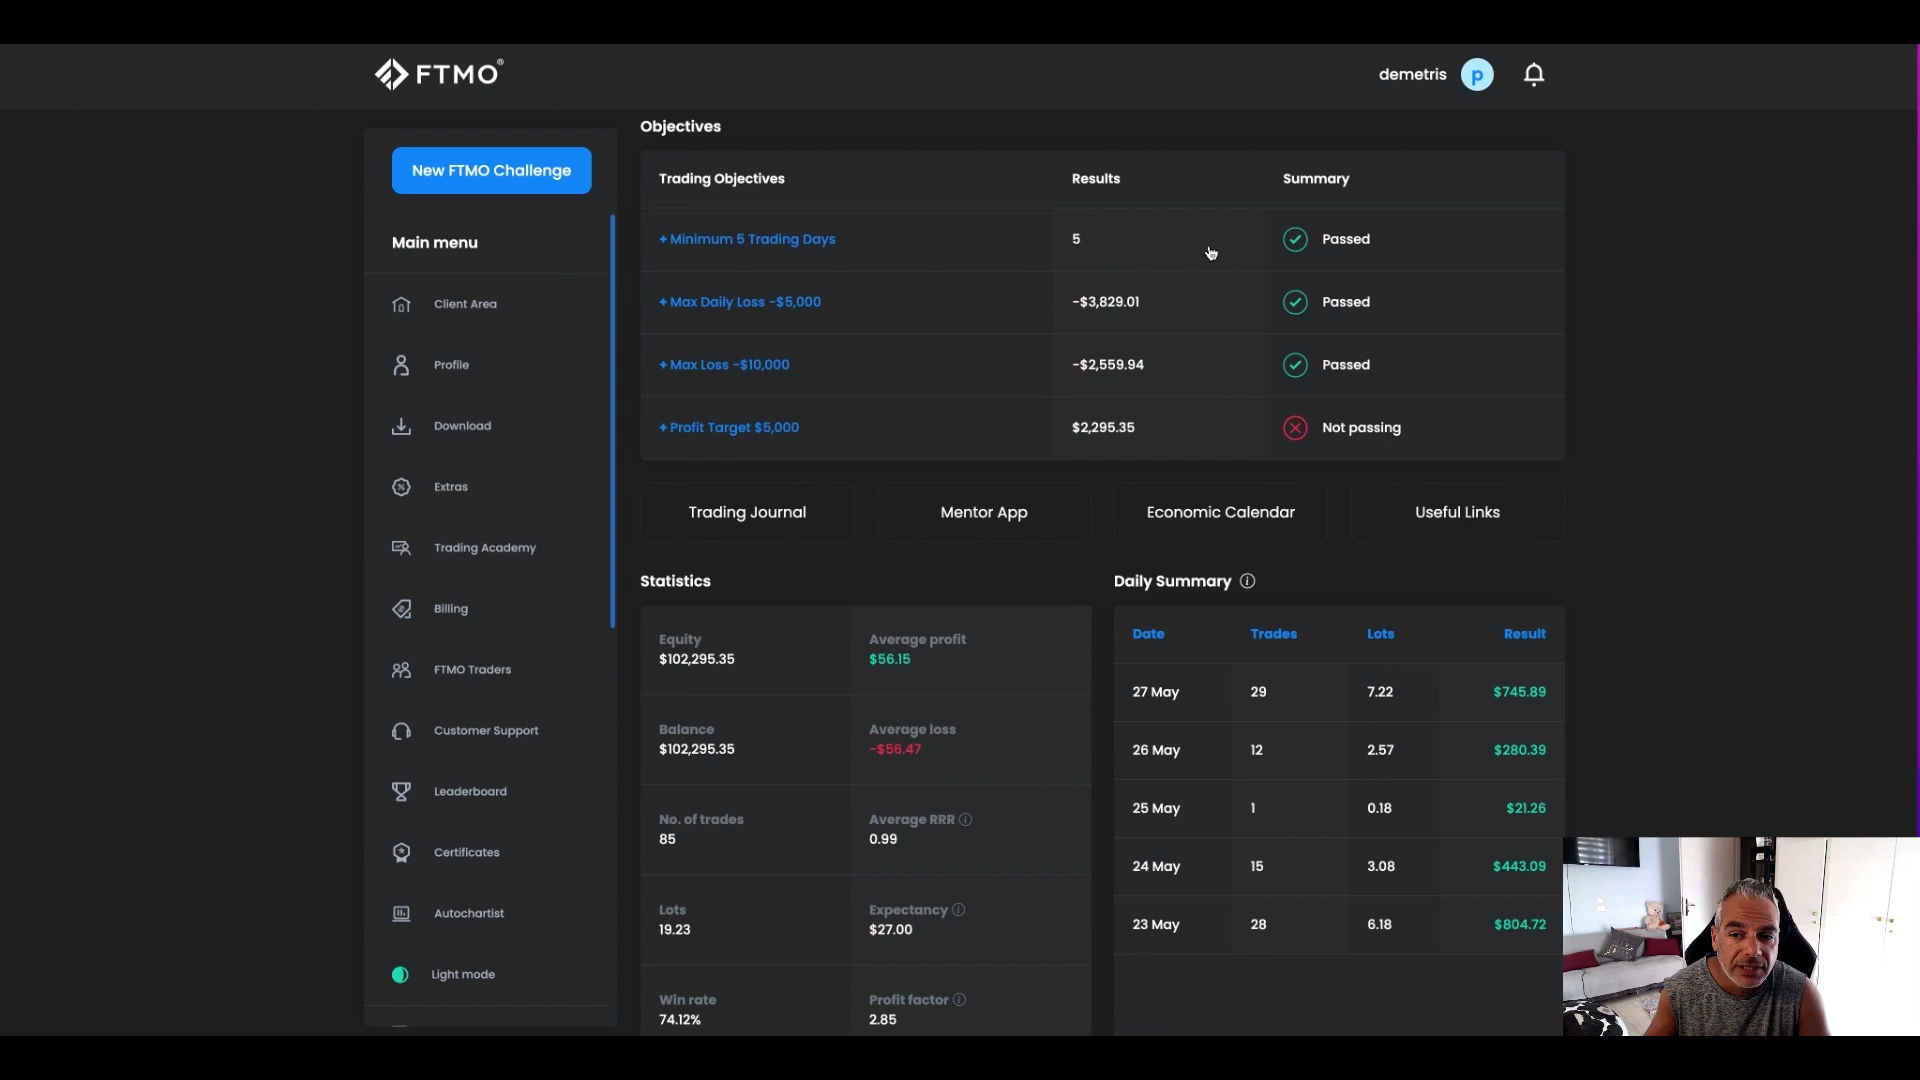 FTMO®
demetris
p
New FTMO Challenge
Main menu
Client Area
Profile
Download
Extras
Trading Academy
Billing
FTMO Traders
Customer Support
Leaderboard
Certificates
Autochartist
Light mode
Objectives
Trading Objectives Results Summary
+ Minimum 5 Trading Days 5 Passed
+ Max Daily Loss -$5,000 -$3,829.01 Passed
+ Max Loss -$10,000 -$2,559.94 Passed
+ Profit Target $5,000 $2,295.35 Not passing
Trading Journal Mentor App Economic Calendar Useful Links
Statistics
Equity Average profit
$102,295.35 $56.15
Balance Average loss
$102,295.35 -$56.47
No. of trades Average RRR
85 0.99
Lots Expectancy
19.23 $27.00
Win rate Profit factor
74.12% 2.85
Daily Summary
Date Trades Lots Result
27 May 29 7.22 $745.89
26 May 12 2.57 $280.39
25 May 1 0.18 $21.26
24 May 15 3.08 $443.09
23 May 28 6.18 $804.72